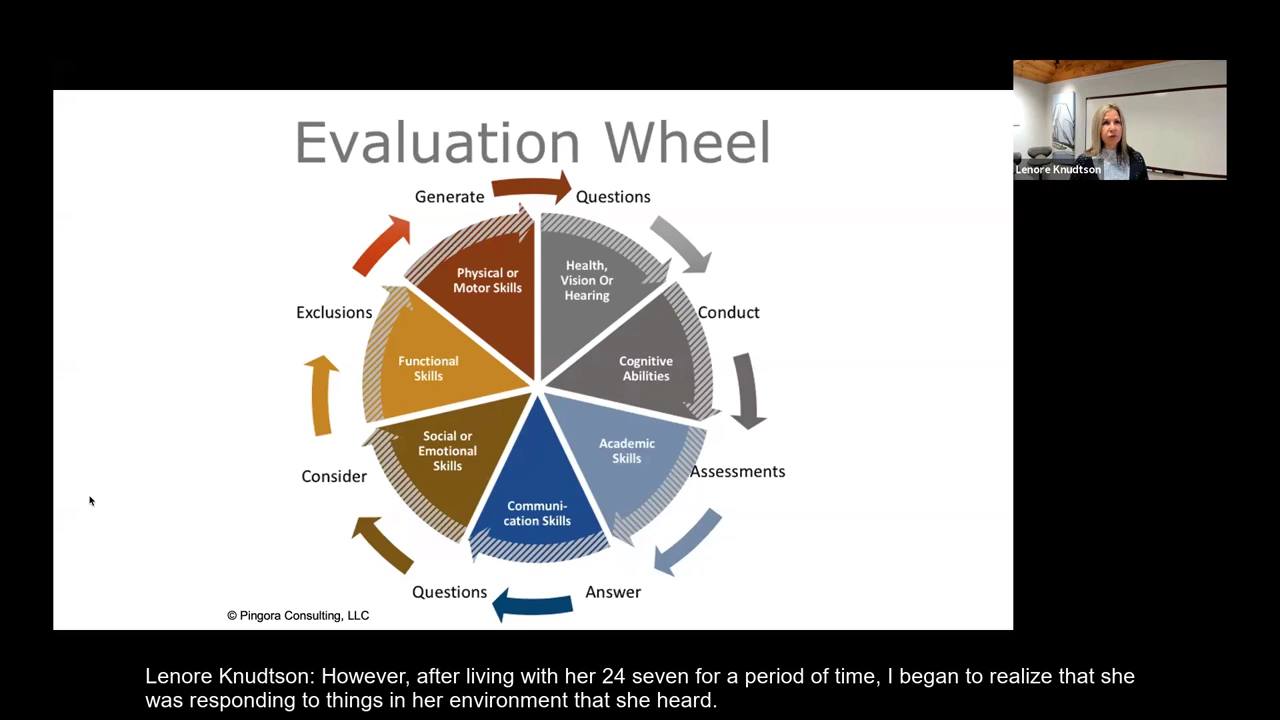 Evaluation Wheel
Generate
Questions
Physical or
Motor Skills
Health,
Vision Or
Hearing
Exclusions
Conduct
Functional
Skills
Cognitive
Abilities
Social or
Emotional
Skills
Academic
Skills
Consider
Assessments
Communi-
cation Skills
Questions
Answer
© Pingora Consulting, LLC
Lenore Knudtson
Lenore Knudtson: However, after living with her 24 seven for a period of time, I began to realize that she
was responding to things in her environment that she heard.